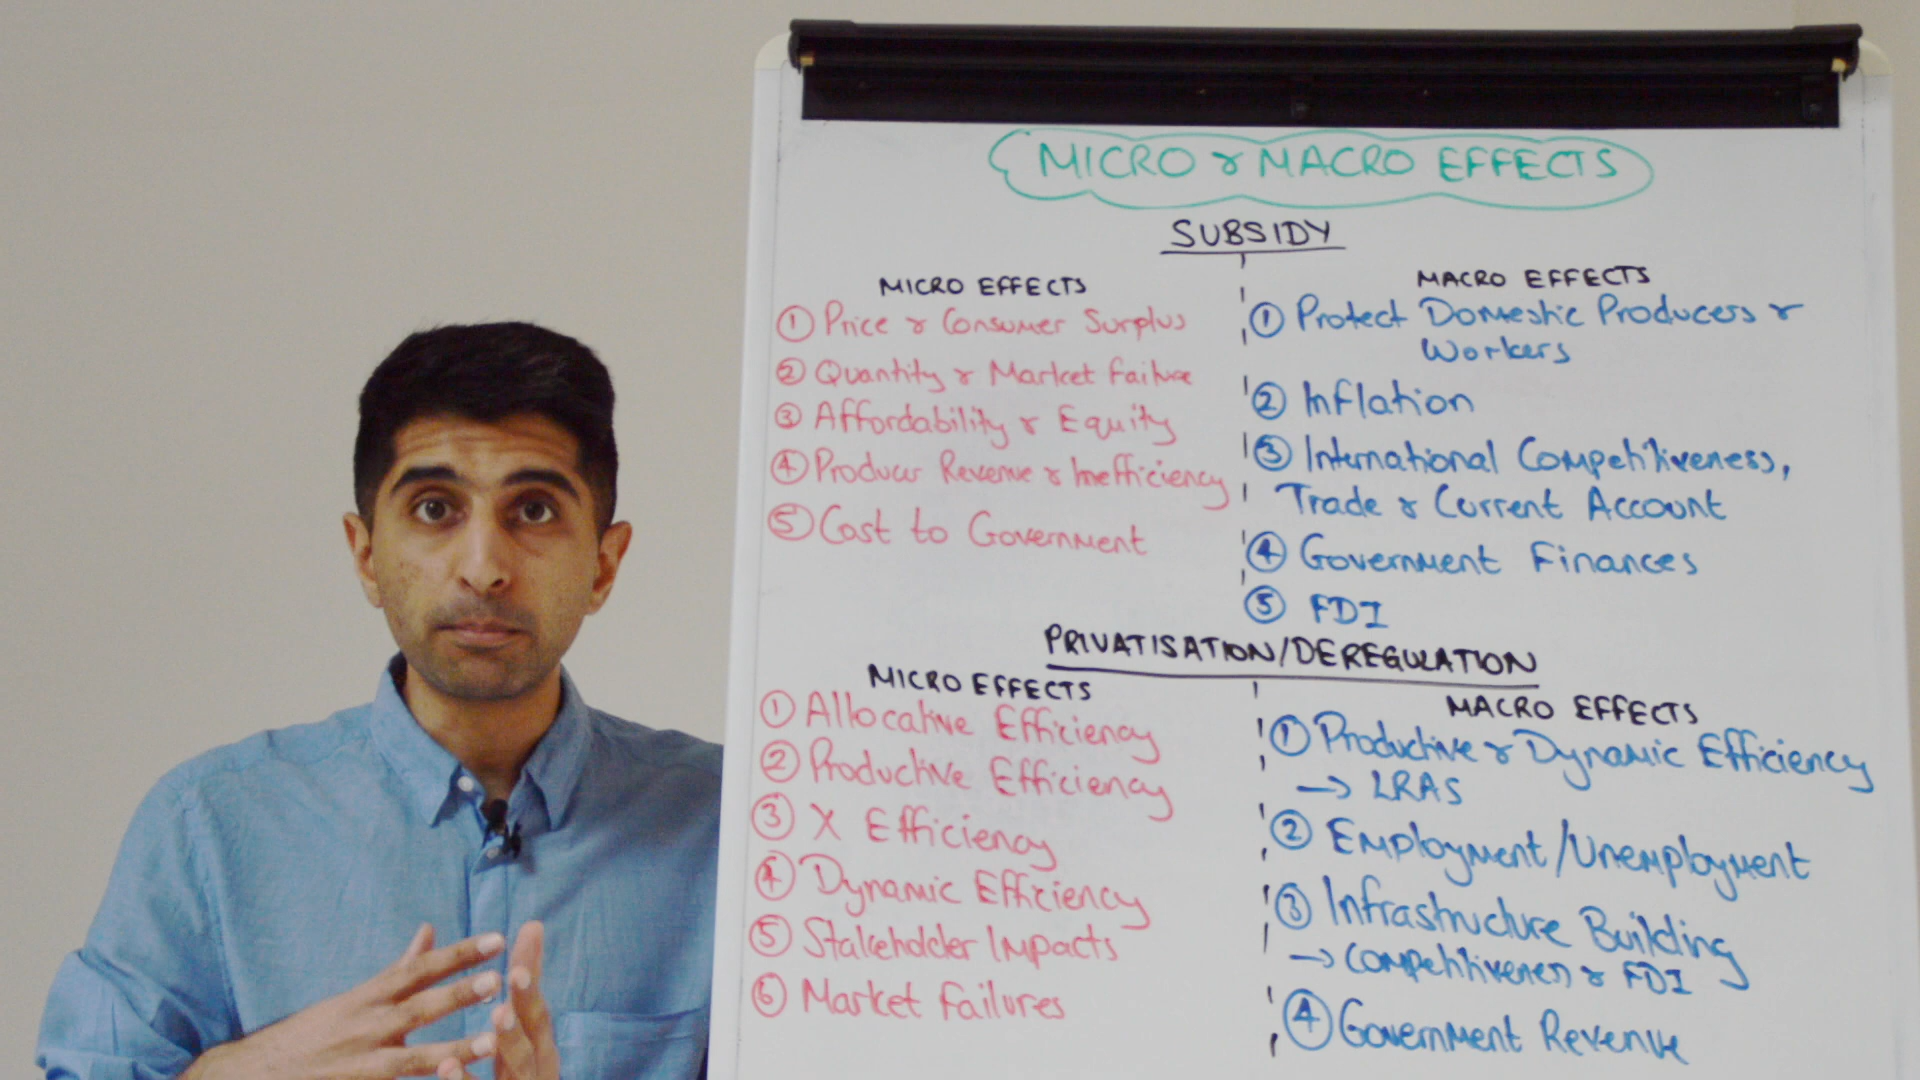 MICRO & MACRO EFFECTS
SUBSIDY
MICRO EFFECTS
① Price & Consumer Surplus
② Quantity & Market Failure
③ Affordability & Equity
④ Producer Revenue & Inefficiency
⑤ Cost to Government
MACRO EFFECTS
① Protect Domestic Producers &
Workers
② Inflation
③ International Competitiveness,
Trade & Current Account
④ Government Finances
⑤ FDI
PRIVATISATION/DEREGULATION
MICRO EFFECTS
① Allocative Efficiency
② Productive Efficiency
③ X Efficiency
④ Dynamic Efficiency
⑤ Stakeholder Impacts
⑥ Market Failures
MACRO EFFECTS
① Productive & Dynamic Efficiency
→ LRAS
② Employment/Unemployment
③ Infrastructure Building
→ Competitiveness & FDI
④ Government Revenue